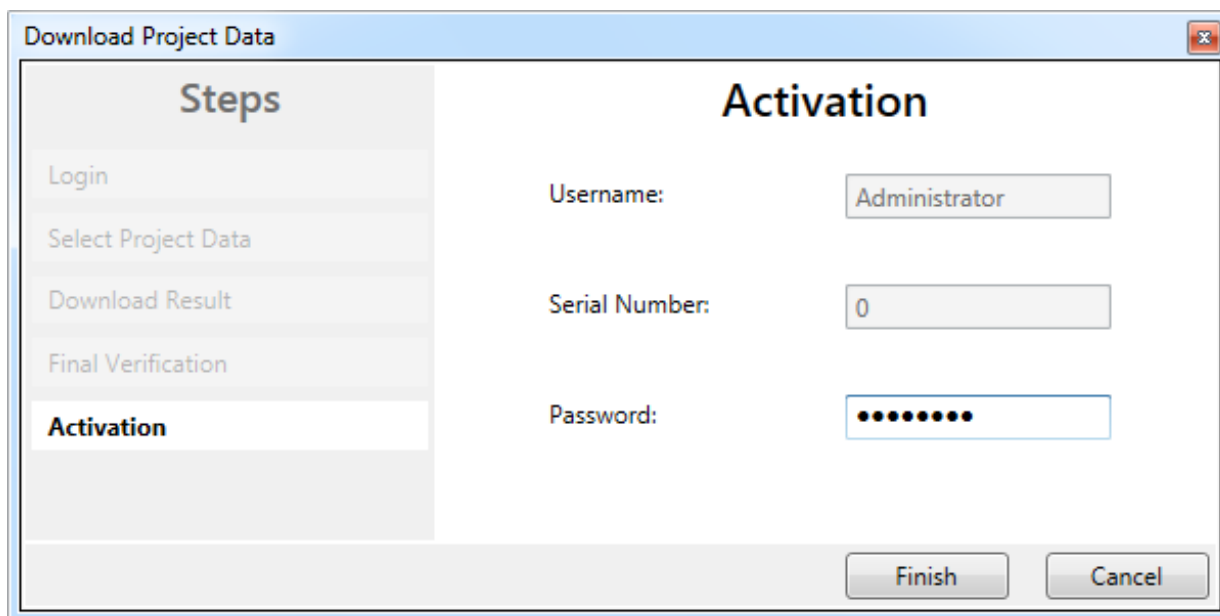 Download Project Data
Steps
Login
Select Project Data
Download Result
Final Verification
Activation
Activation
Username:
Administrator
Serial Number:
0
Password:
••••••••
Finish
Cancel